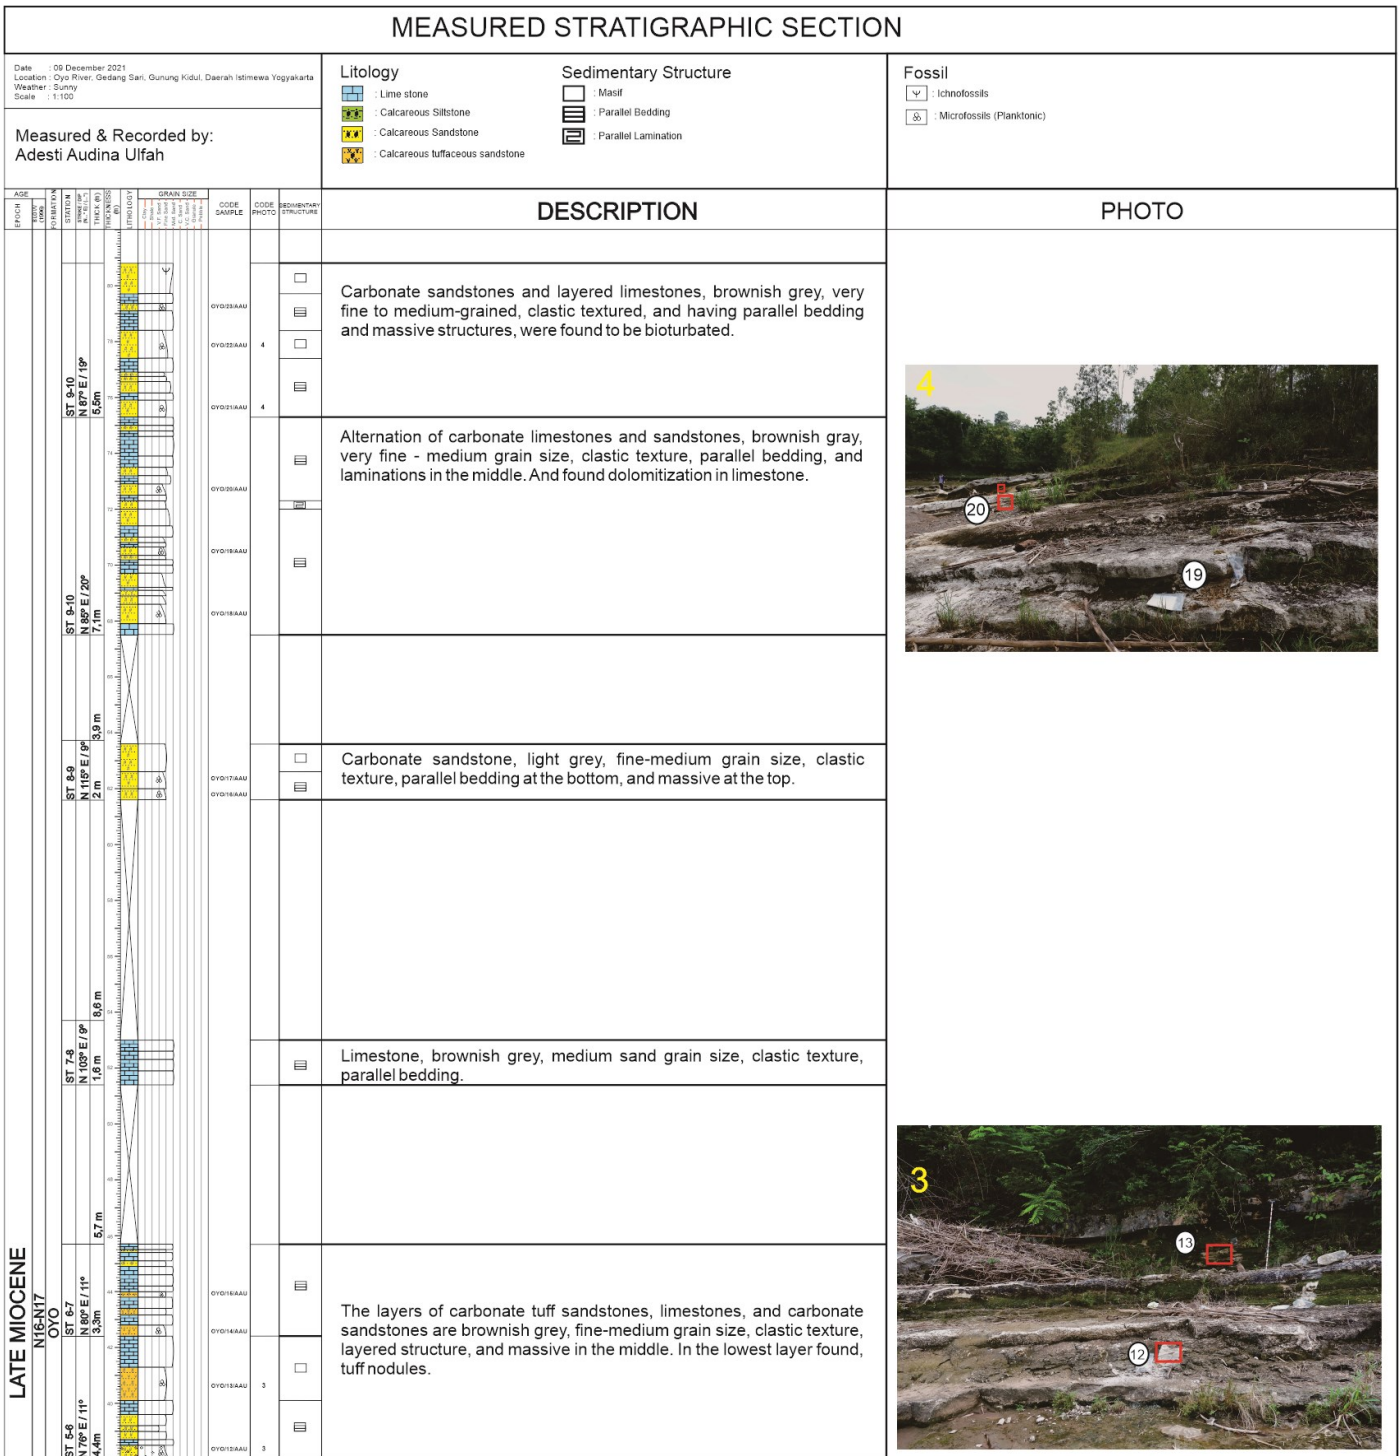 MEASURED STRATIGRAPHIC SECTION
Date : 09 December 2021
Location : Oyo River, Gedang Sari, Gunung Kidul, Daerah Istimewa Yogyakarta
Weather : Sunny
Scale : 1:100
Measured & Recorded by:
Adesti Audina Ulfah
Litology
: Lime stone
: Calcareous Siltstone
: Calcareous Sandstone
: Calcareous tuffaceous sandstone
Sedimentary Structure
: Masif
: Parallel Bedding
: Parallel Lamination
Fossil
: Ichnofossils
: Microfossils (Planktonic)
AGE
EPOCH
FORMATION
STATION
THICK (m)
THICKNESS
LITHOLOGY
GRAIN SIZE
CODE
SAMPLE
CODE
PHOTO
SEDIMENTARY
STRUCTURE
DESCRIPTION
PHOTO
ST 9-10
N 87° E / 19°
5,5m
OYO/23/AAU
OYO/22/AAU
4
OYO/21/AAU
4
Carbonate sandstones and layered limestones, brownish grey, very
fine to medium-grained, clastic textured, and having parallel bedding
and massive structures, were found to be bioturbated.
ST 9-10
N 85° E / 20°
7,1m
OYO/20/AAU
OYO/19/AAU
OYO/18/AAU
Alternation of carbonate limestones and sandstones, brownish gray,
very fine - medium grain size, clastic texture, parallel bedding, and
laminations in the middle. And found dolomitization in limestone.
4
20
19
3,9 m
ST 8-9
N 115° E / 9°
2 m
OYO/17/AAU
OYO/16/AAU
Carbonate sandstone, light grey, fine-medium grain size, clastic
texture, parallel bedding at the bottom, and massive at the top.
8,6 m
ST 7-8
N 103° E / 9°
1,6 m
Limestone, brownish grey, medium sand grain size, clastic texture,
parallel bedding.
5,7 m
LATE MIOCENE
N16-N17
OYO
ST 6-7
N 80° E / 11°
3,3m
OYO/15/AAU
OYO/14/AAU
OYO/13/AAU
3
The layers of carbonate tuff sandstones, limestones, and carbonate
sandstones are brownish grey, fine-medium grain size, clastic texture,
layered structure, and massive in the middle. In the lowest layer found,
tuff nodules.
ST 5-6
N 76° E / 11°
4,4m
OYO/12/AAU
3
3
13
12